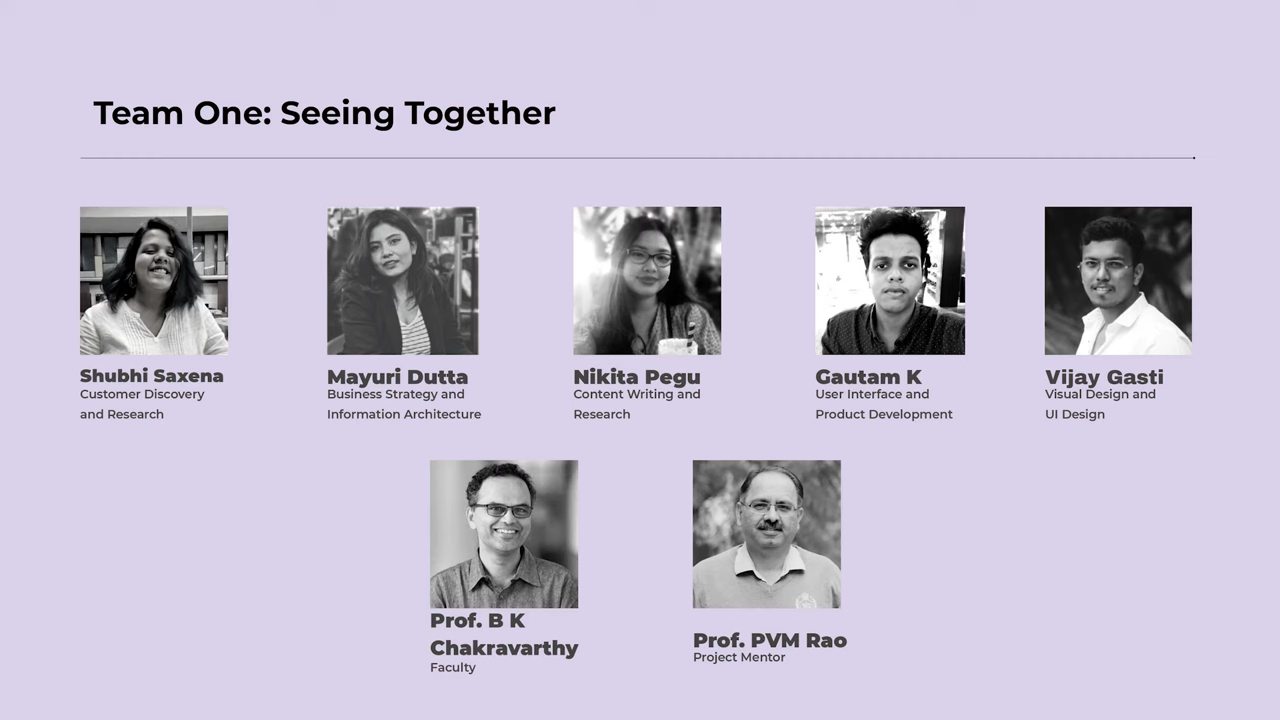 Team One: Seeing Together
Shubhi Saxena
Customer Discovery
and Research
Mayuri Dutta
Business Strategy and
Information Architecture
Nikita Pegu
Content Writing and
Research
Gautam K
User Interface and
Product Development
Vijay Gasti
Visual Design and
UI Design
Prof. B K
Chakravarthy
Faculty
Prof. PVM Rao
Project Mentor